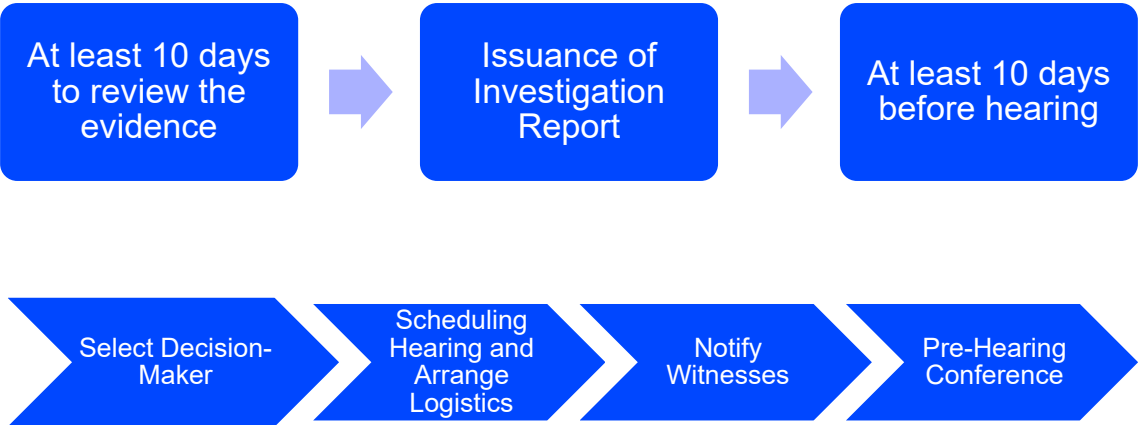 At least 10 days
to review the
evidence
Issuance of
Investigation
Report
At least 10 days
before hearing
Select Decision-
Maker
Scheduling
Hearing and
Arrange
Logistics
Notify
Witnesses
Pre-Hearing
Conference